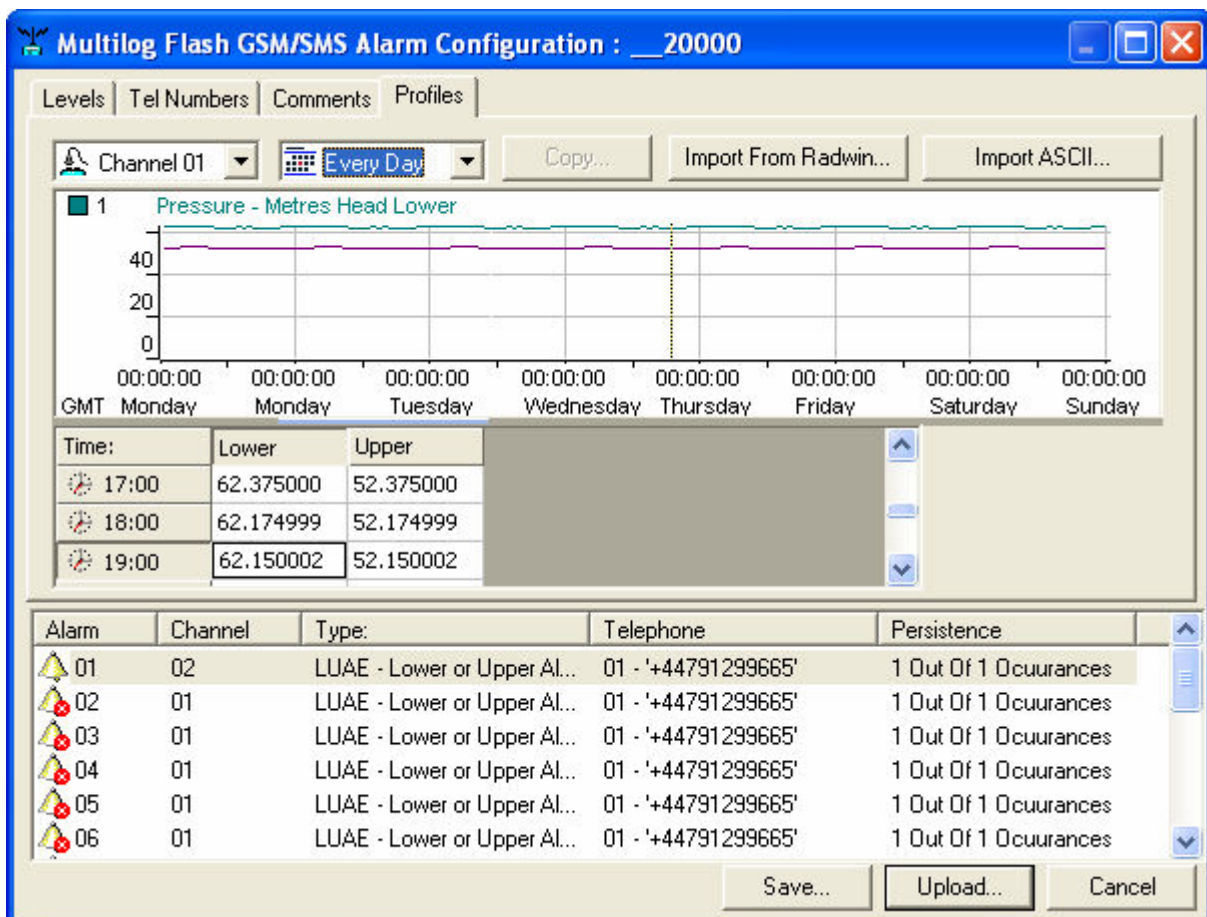 Multilog Flash GSM/SMS Alarm Configuration : __20000
Levels Tel Numbers Comments Profiles
Channel 01 Every Day Copy... Import From Radwin... Import ASCII...
1 Pressure - Metres Head Lower
40
20
0
00:00:00 00:00:00 00:00:00 00:00:00 00:00:00 00:00:00 00:00:00 00:00:00
GMT Monday Monday Tuesday Wednesday Thursday Friday Saturday Sunday
Time: Lower Upper
17:00 62.375000 52.375000
18:00 62.174999 52.174999
19:00 62.150002 52.150002
Alarm Channel Type: Telephone Persistence
01 02 LUAE - Lower or Upper Al... 01 - '+44791299665' 1 Out Of 1 Ocuurances
02 01 LUAE - Lower or Upper Al... 01 - '+44791299665' 1 Out Of 1 Ocuurances
03 01 LUAE - Lower or Upper Al... 01 - '+44791299665' 1 Out Of 1 Ocuurances
04 01 LUAE - Lower or Upper Al... 01 - '+44791299665' 1 Out Of 1 Ocuurances
05 01 LUAE - Lower or Upper Al... 01 - '+44791299665' 1 Out Of 1 Ocuurances
06 01 LUAE - Lower or Upper Al... 01 - '+44791299665' 1 Out Of 1 Ocuurances
Save... Upload... Cancel